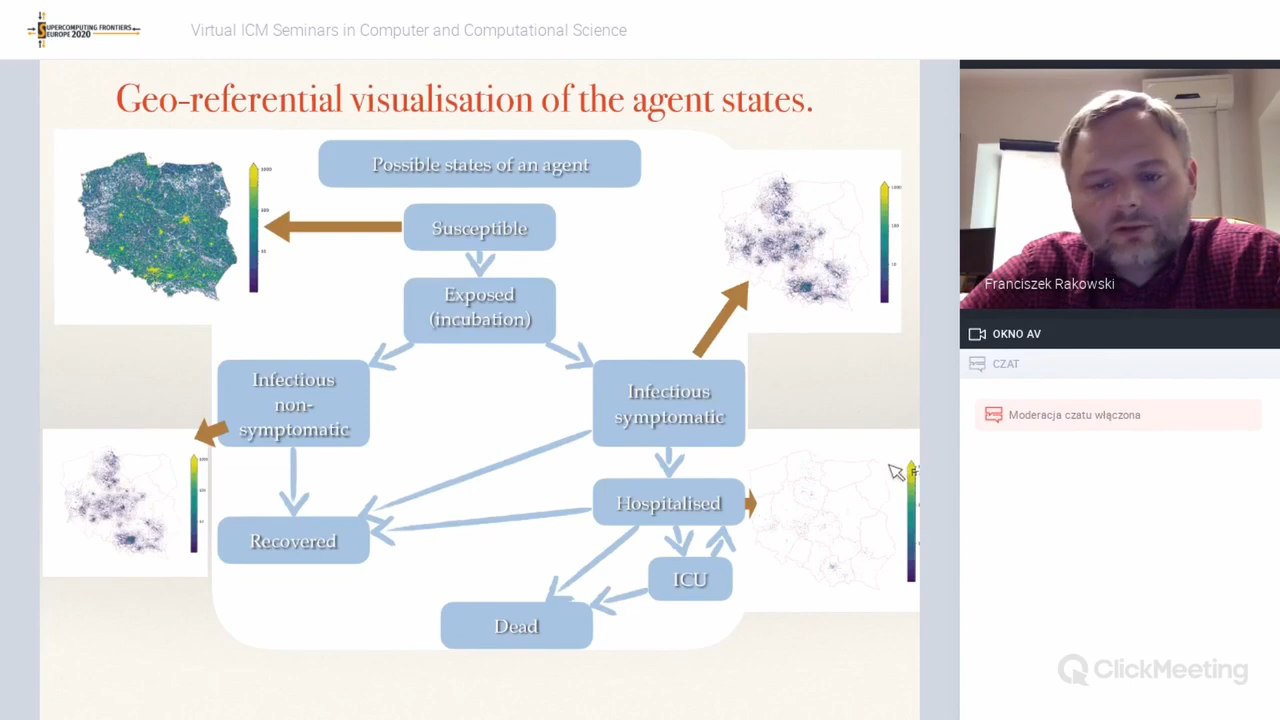 SUPERCOMPUTING FRONTIERS
EUROPE 2020
Virtual ICM Seminars in Computer and Computational Science
Geo-referential visualisation of the agent states.
Possible states of an agent
Susceptible
Exposed
(incubation)
Infectious
non-
symptomatic
Infectious
symptomatic
Hospitalised
Recovered
ICU
Dead
Franciszek Rakowski
OKNO AV
CZAT
Moderacja czatu włączona
ClickMeeting